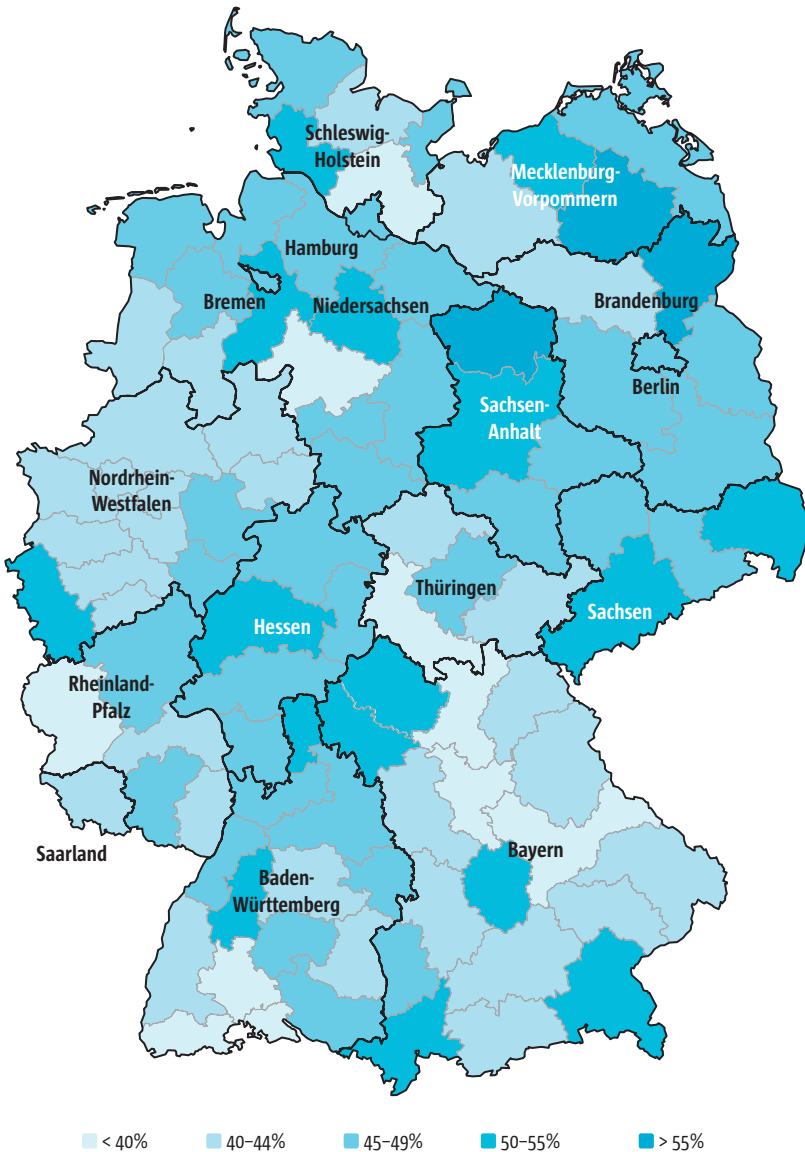 Schleswig-
Holstein
Mecklenburg-
Vorpommern
Hamburg
Bremen
Niedersachsen
Brandenburg
Berlin
Sachsen-
Anhalt
Nordrhein-
Westfalen
Thüringen
Sachsen
Hessen
Rheinland-
Pfalz
Saarland
Bayern
Baden-
Württemberg
< 40% 40–44% 45–49% 50–55% > 55%